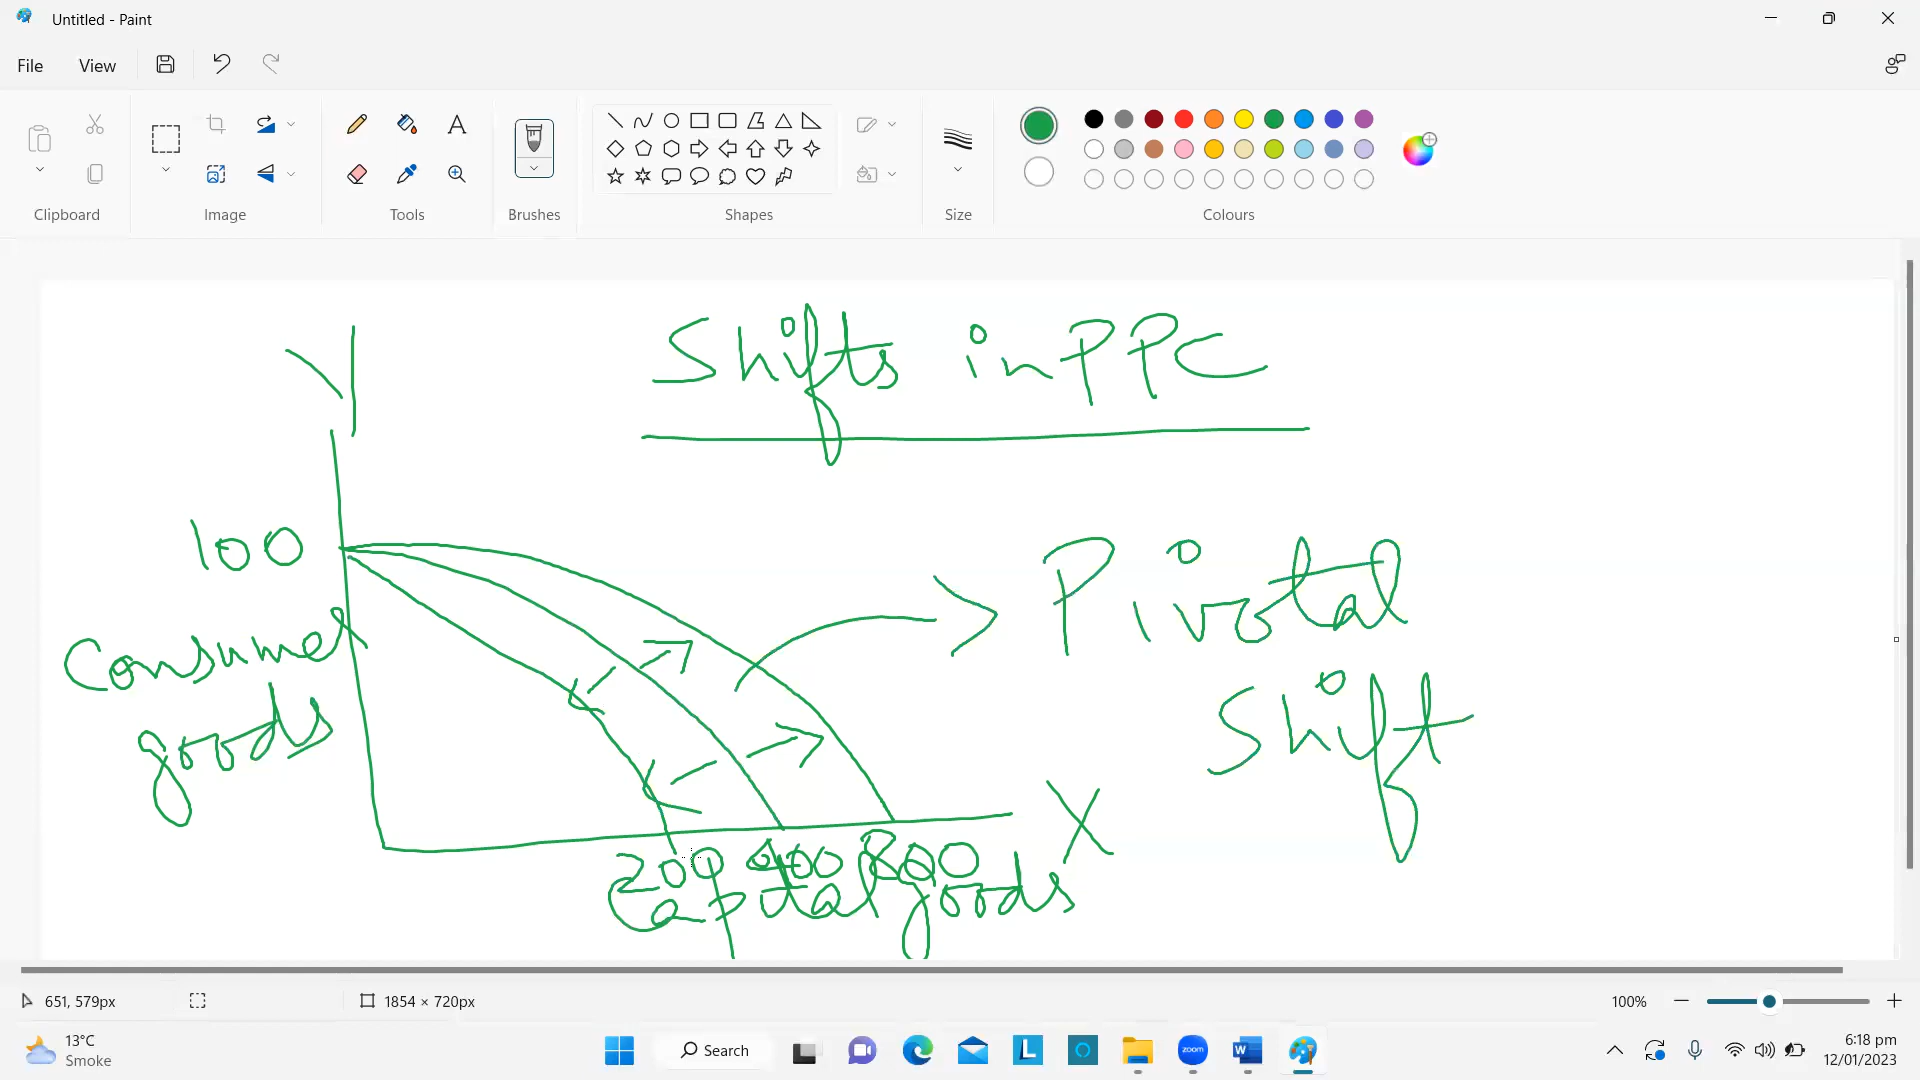 Untitled - Paint
File View
Clipboard
Image
Tools
Brushes
Shapes
Size
Colours
Y
Shifts in PPC
100
Consumer
goods
Pivotal
Shift
X
200 400 800
Capital goods
651, 579px
1854 × 720px
100%
13°C
Smoke
Search
zoom
6:18 pm
12/01/2023